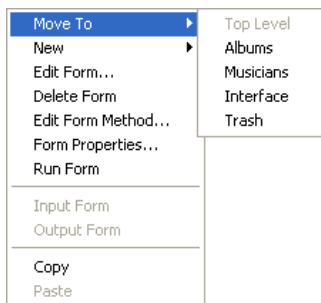 Move To
New
Edit Form...
Delete Form
Edit Form Method...
Form Properties...
Run Form
Input Form
Output Form
Copy
Paste
Top Level
Albums
Musicians
Interface
Trash